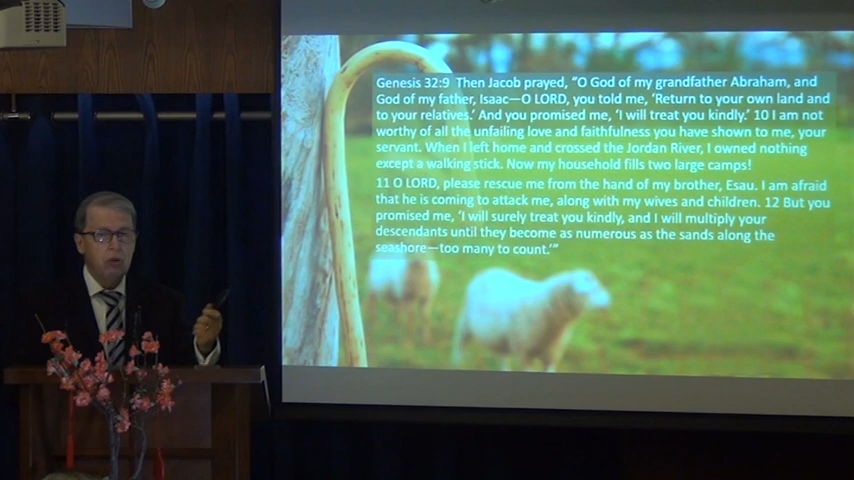 Genesis 32:9 Then Jacob prayed, “O God of my grandfather Abraham, and
God of my father, Isaac—O LORD, you told me, ‘Return to your own land and
to your relatives.’ And you promised me, ‘I will treat you kindly.’ 10 I am not
worthy of all the unfailing love and faithfulness you have shown to me, your
servant. When I left home and crossed the Jordan River, I owned nothing
except a walking stick. Now my household fills two large camps!
11 O LORD, please rescue me from the hand of my brother, Esau. I am afraid
that he is coming to attack me, along with my wives and children. 12 But you
promised me, ‘I will surely treat you kindly, and I will multiply your
descendants until they become as numerous as the sands along the
seashore—too many to count.’”